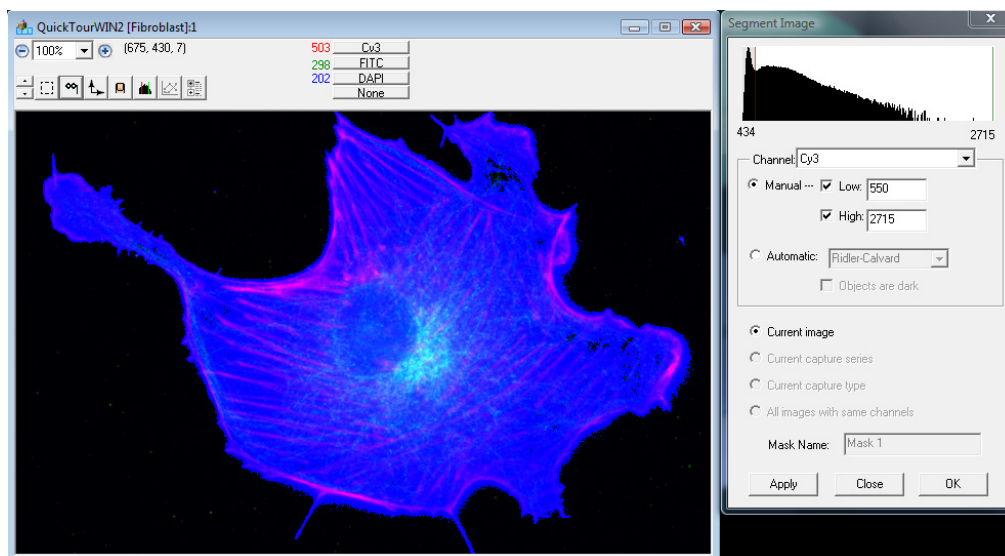 QuickTourWIN2 [Fibroblast]:1
100%
(675, 430, 7)
503 Cy3
298 FITC
202 DAPI
None
Segment Image
434 2715
Channel: Cy3
Manual ... Low: 550
High: 2715
Automatic: Ridler-Calvard
Objects are dark
Current image
Current capture series
Current capture type
All images with same channels
Mask Name: Mask 1
Apply Close OK